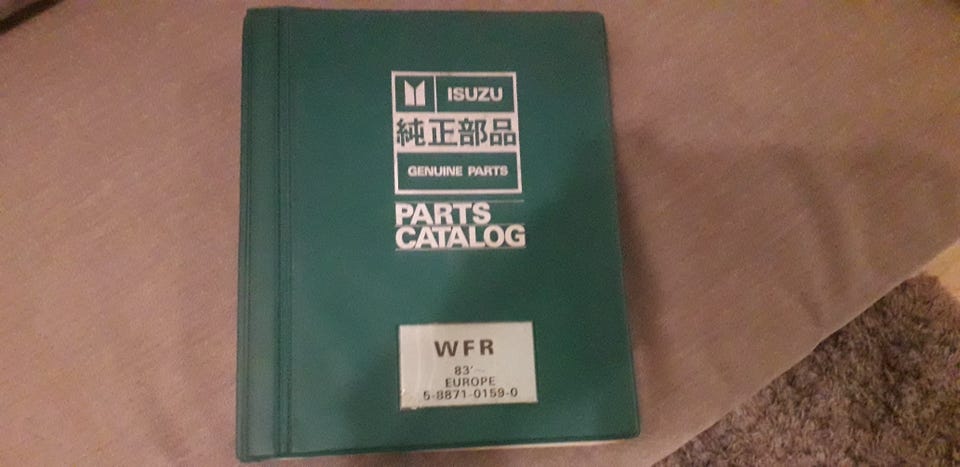 ISUZU
純正部品
GENUINE PARTS
PARTS
CATALOG
WFR
83'~
EUROPE
5-8871-0159-0